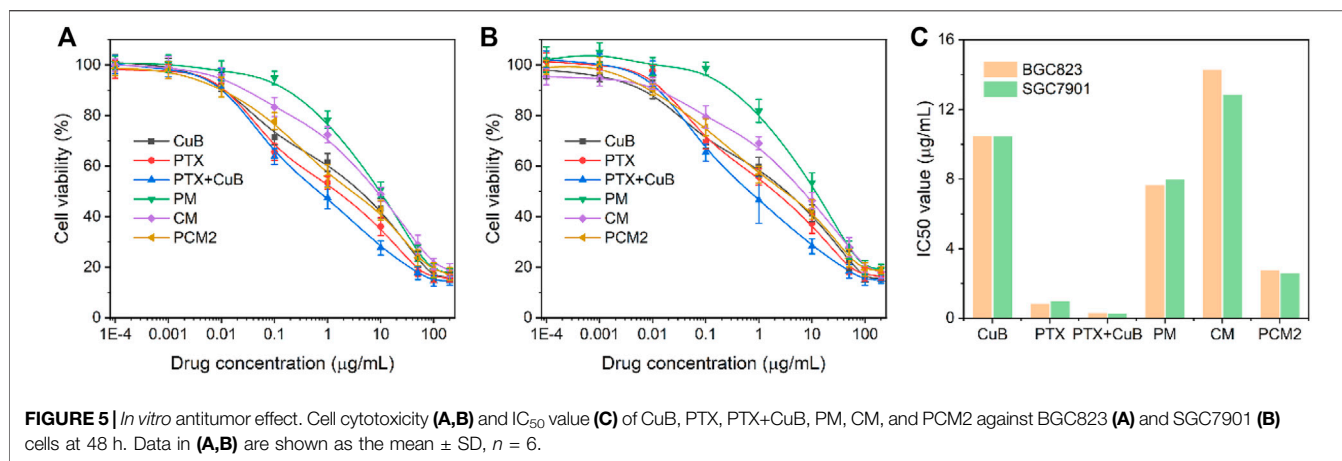 A
100
80
60
40
20
0
Cell viability (%)
CuB
PTX
PTX+CuB
PM
CM
PCM2
1E-4 0.001 0.01 0.1 1 10 100
Drug concentration (μg/mL)
B
100
80
60
40
20
0
Cell viability (%)
CuB
PTX
PTX+CuB
PM
CM
PCM2
1E-4 0.001 0.01 0.1 1 10 100
Drug concentration (μg/mL)
C
16
12
8
4
0
IC50 value (μg/mL)
BGC823
SGC7901
CuB PTX PTX+CuB PM CM PCM2
FIGURE 5 | In vitro antitumor effect. Cell cytotoxicity (A,B) and IC50 value (C) of CuB, PTX, PTX+CuB, PM, CM, and PCM2 against BGC823 (A) and SGC7901 (B)
cells at 48 h. Data in (A,B) are shown as the mean ± SD, n = 6.